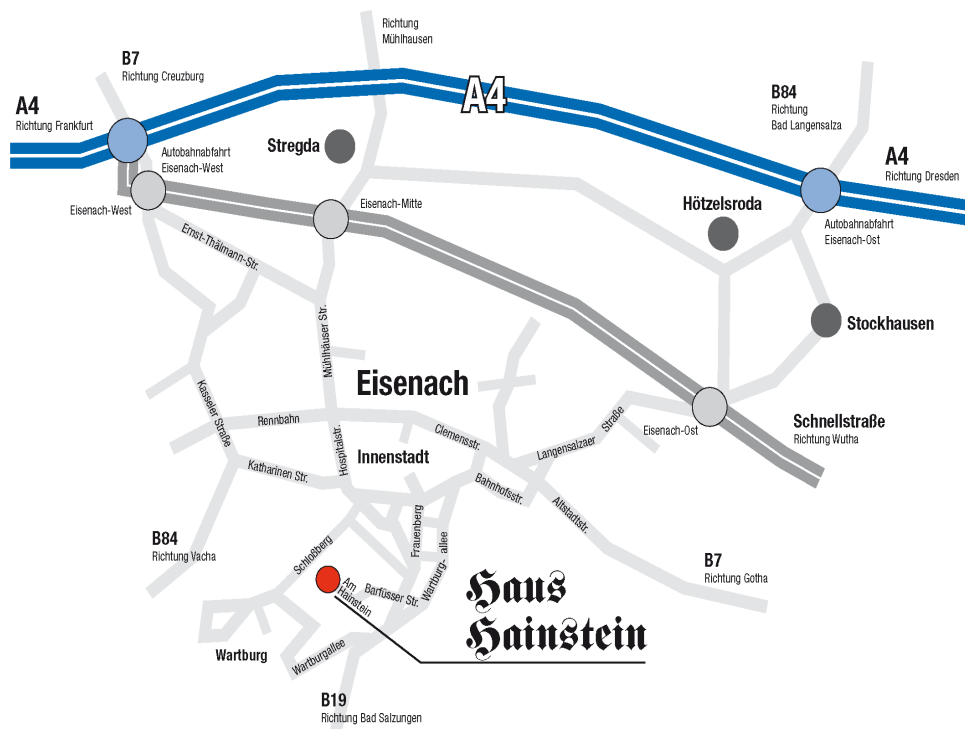 Richtung
Mühlhausen
B7
Richtung Creuzburg
A4
Richtung Frankfurt
A4
B84
Richtung
Bad Langensalza
A4
Richtung Dresden
Stregda
Autobahnabfahrt
Eisenach-West
Eisenach-West
Eisenach-Mitte
Hötzelsroda
Autobahnabfahrt
Eisenach-Ost
Ernst-Thälmann-Str.
Stockhausen
Mühlhäuser Str.
Eisenach
Kasseler Straße
Rennbahn
Hospitalstr.
Clemensstr.
Langensalzaer Straße
Eisenach-Ost
Schnellstraße
Richtung Wutha
Innenstadt
Katharinen Str.
Bahnhofsstr.
Altstadtstr.
B84
Richtung Vacha
Schloßberg
Frauenberg
Wartburg-allee
B7
Richtung Gotha
Am
Hainstein
Barfüsser Str.
Haus
Hainstein
Wartburg
Wartburgallee
B19
Richtung Bad Salzungen